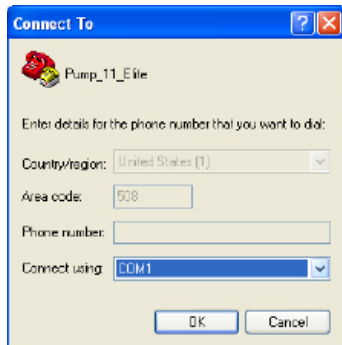 Connect To
Pump_11_Elite
Enter details for the phone number that you want to dial:
Country/region: United States (1)
Area code: 508
Phone number:
Connect using: COM1
OK Cancel